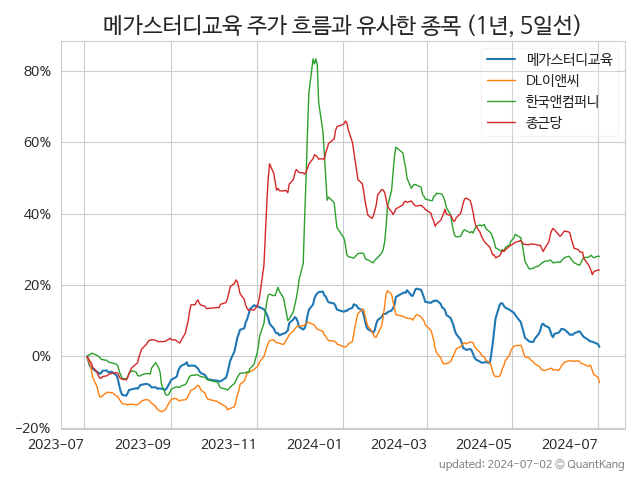 메가스터디교육 주가 흐름과 유사한 종목 (1년, 5일선)
메가스터디교육
DL이앤씨
한국앤컴퍼니
종근당
80%
60%
40%
20%
0%
−20%
2023-07
2023-09
2023-11
2024-01
2024-03
2024-05
2024-07
updated: 2024-07-02 © QuantKang